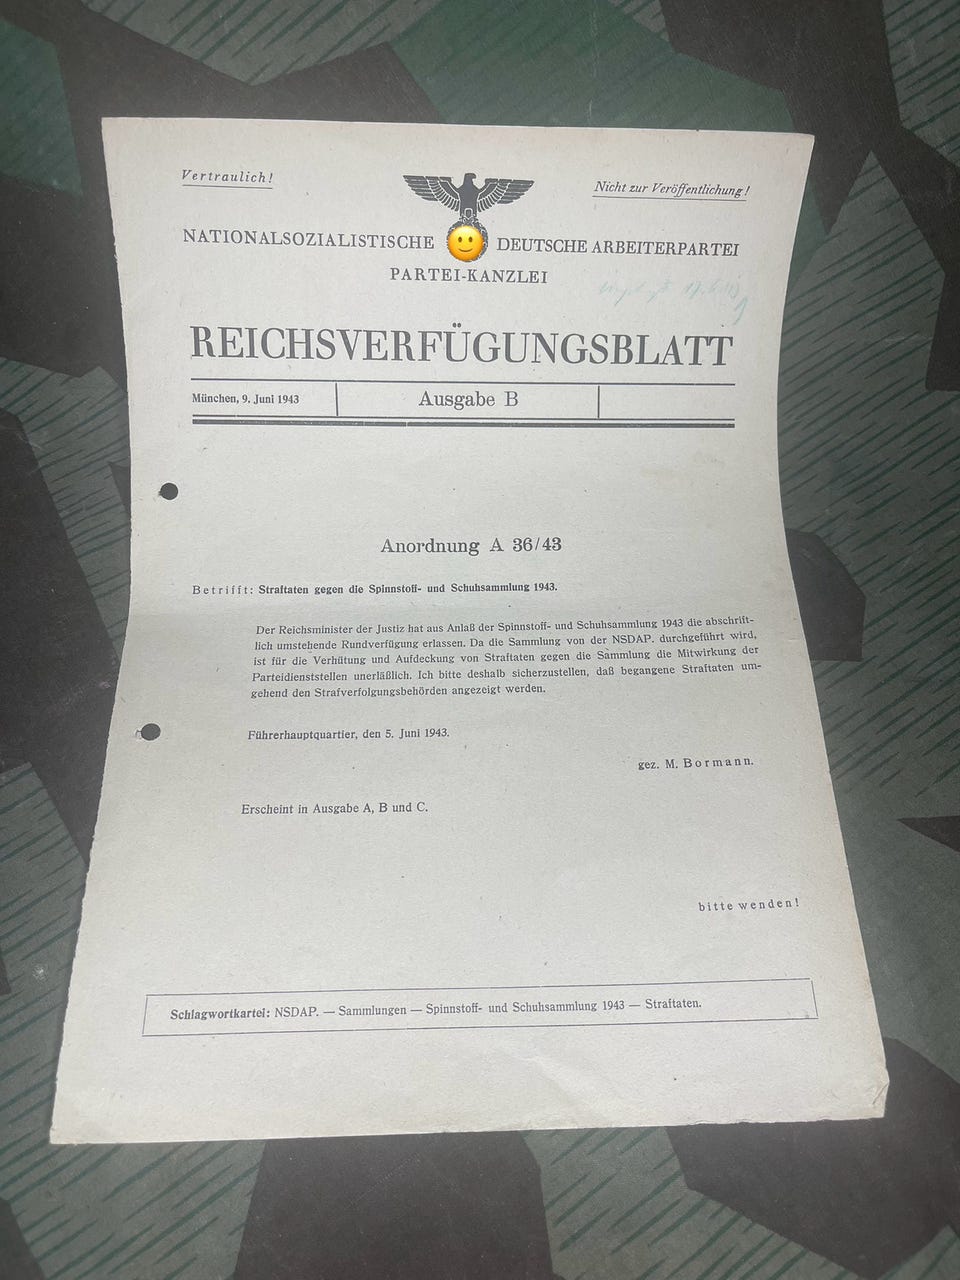 Vertraulich!
Nicht zur Veröffentlichung!
NATIONALSOZIALISTISCHE DEUTSCHE ARBEITERPARTEI
PARTEI-KANZLEI
REICHSVERFÜGUNGSBLATT
München, 9. Juni 1943
Ausgabe B
Anordnung A 36/43
Betrifft: Straftaten gegen die Spinnstoff- und Schuhsammlung 1943.
Der Reichsminister der Justiz hat aus Anlaß der Spinnstoff- und Schuhsammlung 1943 die abschrift-
lich umstehende Rundverfügung erlassen. Da die Sammlung von der NSDAP. durchgeführt wird,
ist für die Verhütung und Aufdeckung von Straftaten gegen die Sammlung die Mitwirkung der
Parteidienststellen unerläßlich. Ich bitte deshalb sicherzustellen, daß begangene Straftaten um-
gehend den Strafverfolgungsbehörden angezeigt werden.
Führerhauptquartier, den 5. Juni 1943.
gez. M. Bormann.
Erscheint in Ausgabe A, B und C.
bitte wenden!
Schlagwortkartei: NSDAP. — Sammlungen — Spinnstoff- und Schuhsammlung 1943 — Straftaten.